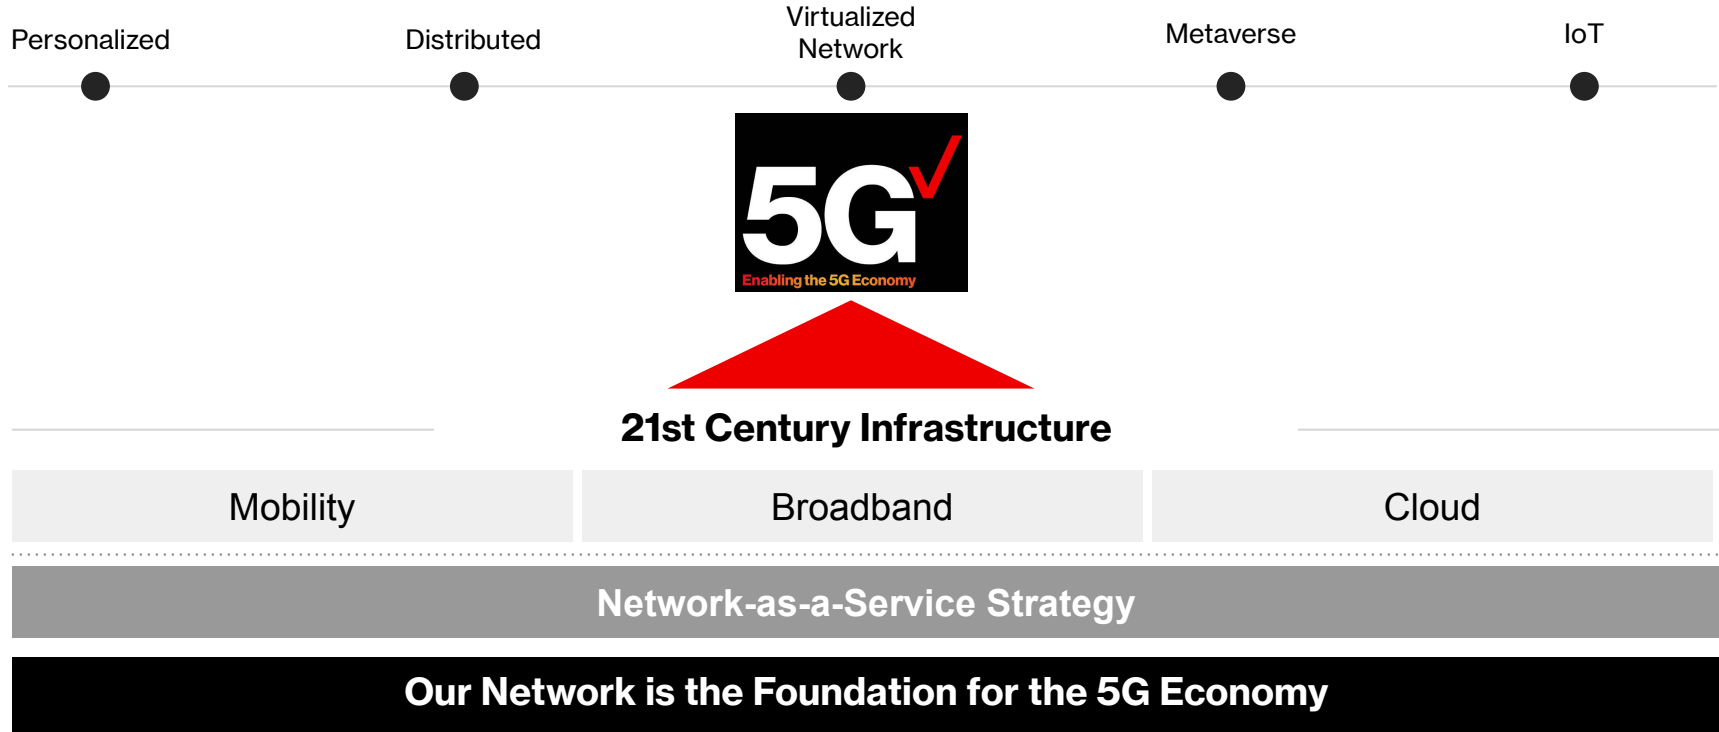 Personalized
Distributed
Virtualized
Network
Metaverse
IoT
5G
Enabling the 5G Economy
21st Century Infrastructure
Mobility
Broadband
Cloud
Network-as-a-Service Strategy
Our Network is the Foundation for the 5G Economy